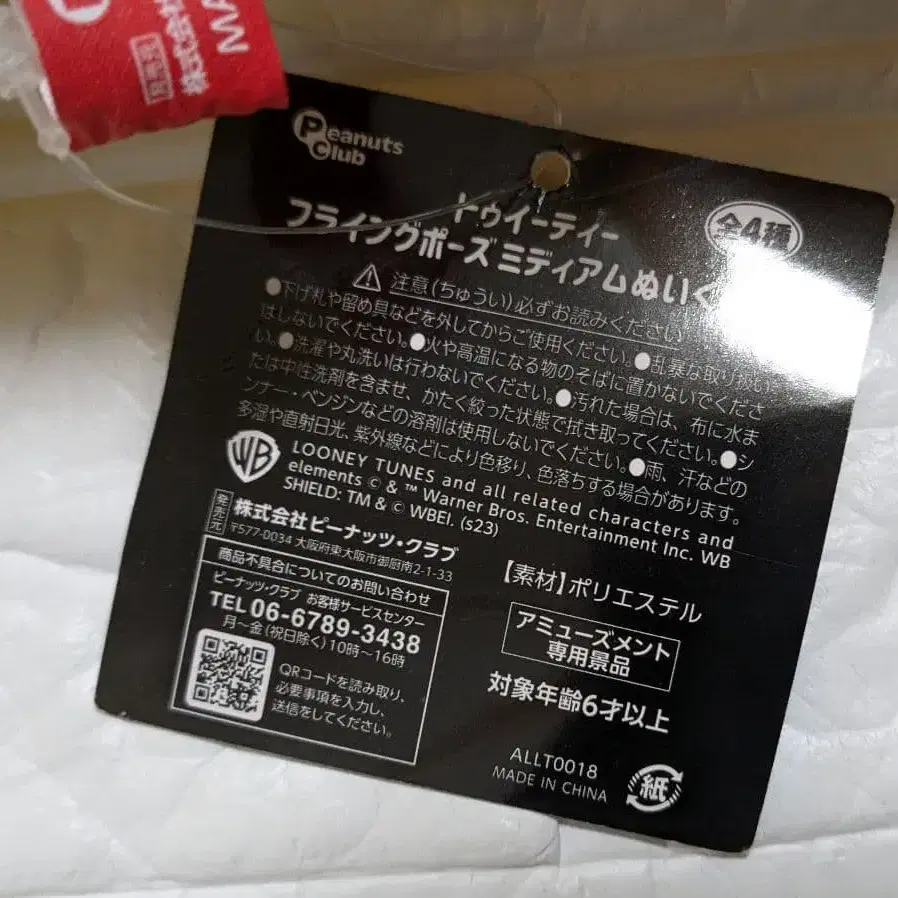 株式会社
Peanuts
Club
トゥイーティー
全4種
フライングポーズ ミディアムぬいぐ
注意(ちゅうい)必ずお読みください
●下げ札や留め具などを外してからご使用ください。●乱暴な取り扱い
はしないでください。●火や高温になる物のそばに置かないでくださ
い。●洗濯や丸洗いは行わないでください。●汚れた場合は、布に水ま
たは中性洗剤を含ませ、かたく絞った状態で拭き取ってください。●シ
ンナー・ベンジンなどの溶剤は使用しないでください。●雨、汗などの
多湿や直射日光、紫外線などにより色移り、色落ちする場合があります。
WB
LOONEY TUNES and all related characters and
elements © & ™ Warner Bros. Entertainment Inc. WB
SHIELD: TM & © WBEI. (s23)
発売元
株式会社ピーナッツ・クラブ
〒577-0034 大阪府東大阪市御厨南2-1-33
商品不具合についてのお問い合わせ
ピーナッツ・クラブ お客様サービスセンター
TEL 06-6789-3438
月~金(祝日除く)10時~16時
QRコードを読み取り、
必要事項を入力し、
送信をしてください。
【素材】ポリエステル
アミューズメント
専用景品
対象年齢6才以上
ALLT0018
MADE IN CHINA
紙